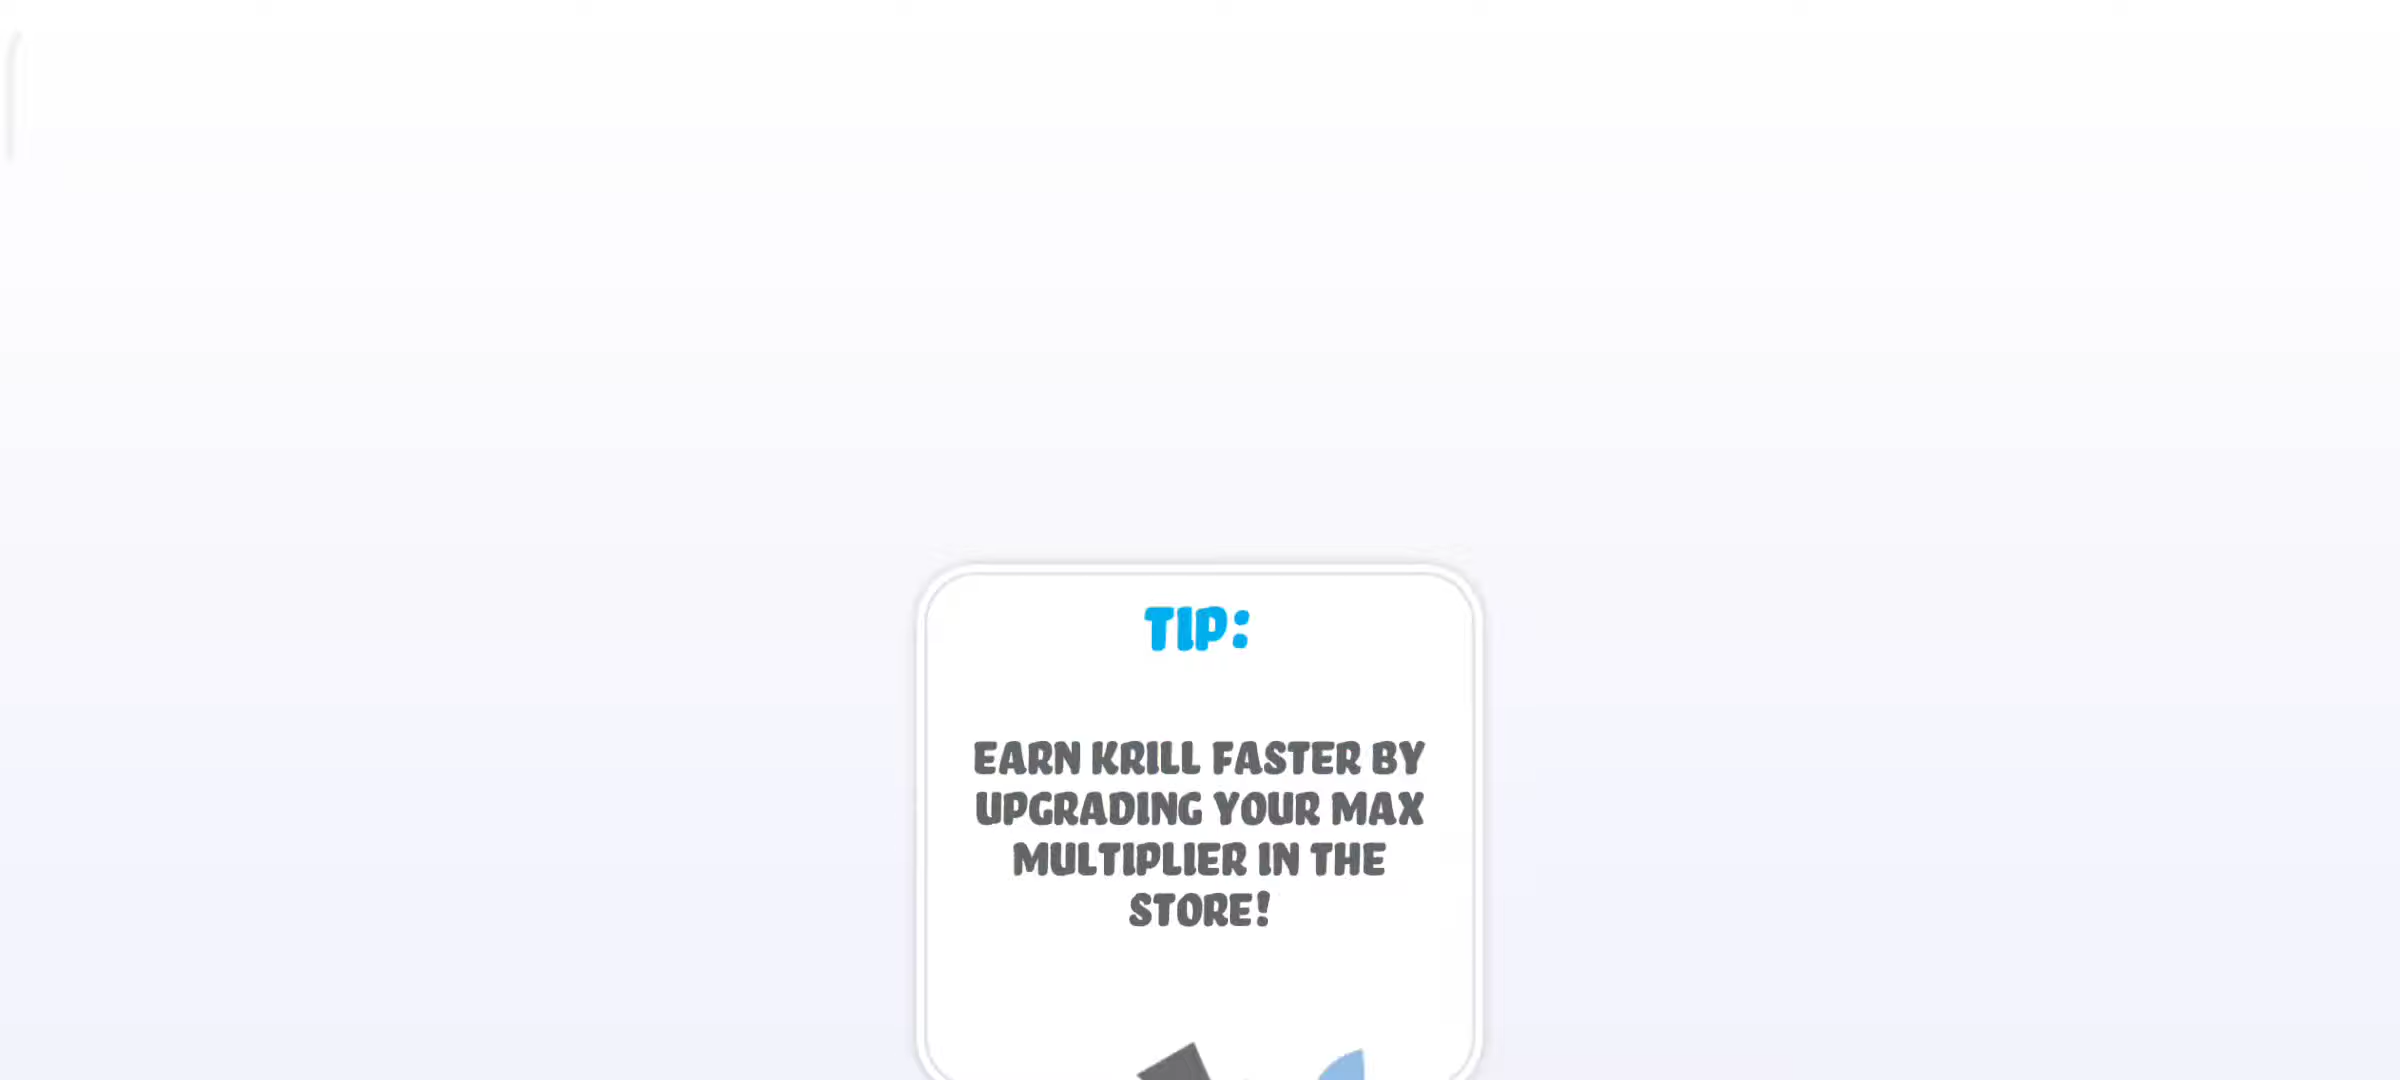 TIP:
EARN KRILL FASTER BY
UPGRADING YOUR MAX
MULTIPLIER IN THE
STORE!